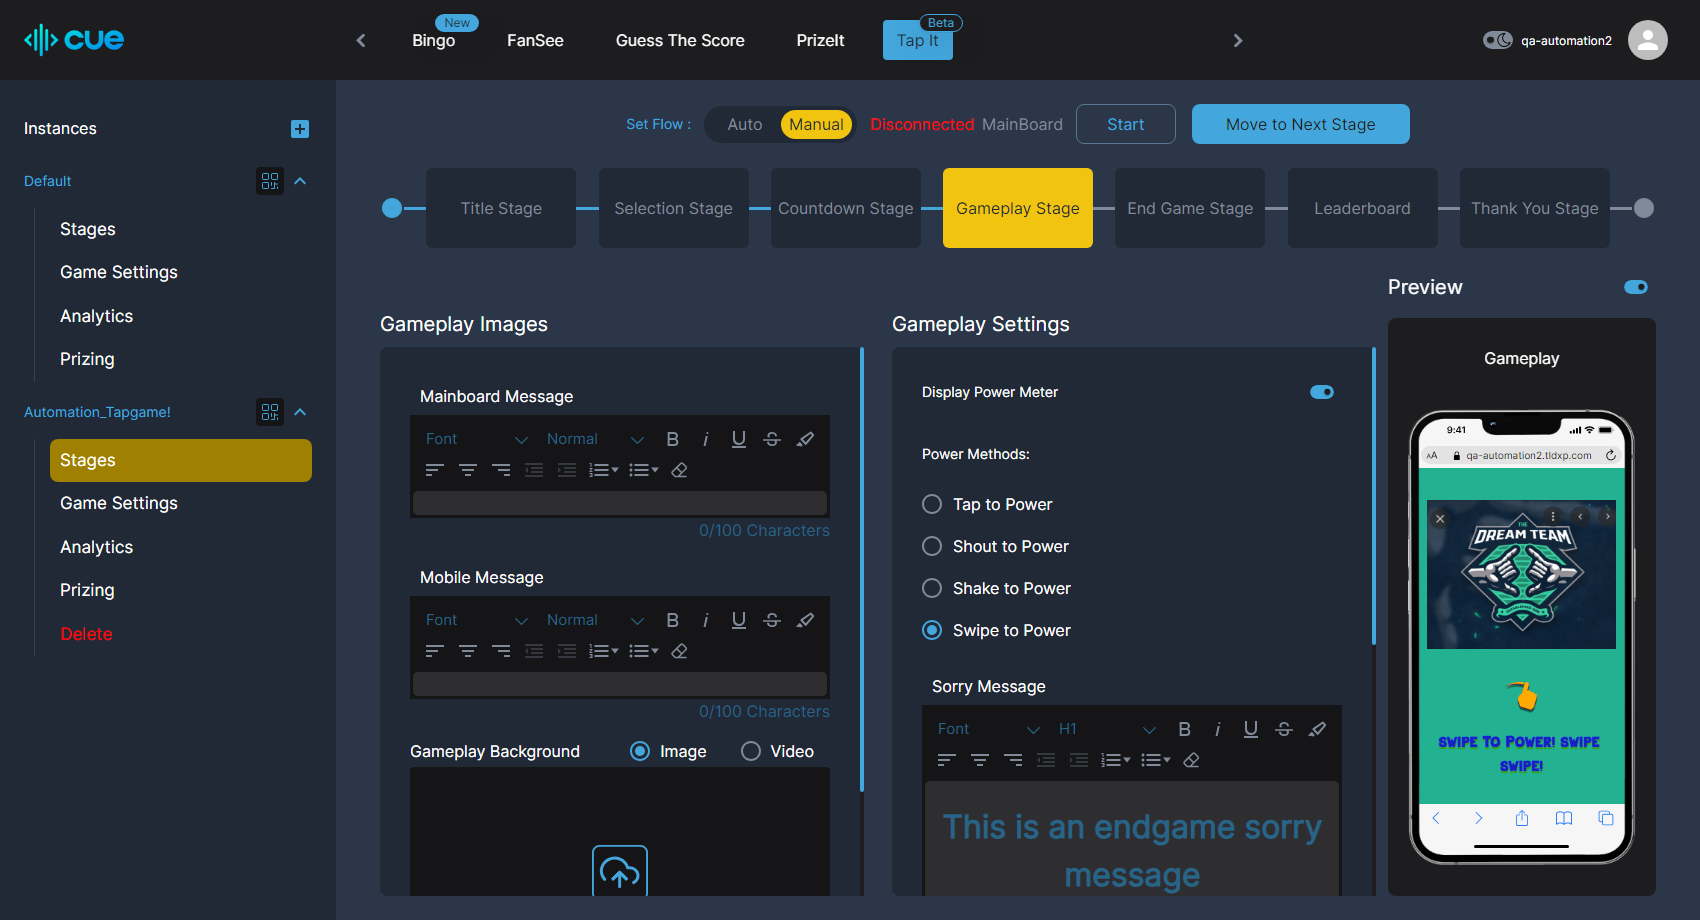 cue
New
Bingo
FanSee
Guess The Score
PrizeIt
Beta
Tap It
qa-automation2
Instances
Default
Stages
Game Settings
Analytics
Prizing
Automation_Tapgame!
Stages
Game Settings
Analytics
Prizing
Delete
Set Flow :
Auto
Manual
Disconnected MainBoard
Start
Move to Next Stage
Title Stage
Selection Stage
Countdown Stage
Gameplay Stage
End Game Stage
Leaderboard
Thank You Stage
Gameplay Images
Mainboard Message
Font
Normal
B
i
U
S
0/100 Characters
Mobile Message
Font
Normal
B
i
U
S
0/100 Characters
Gameplay Background
Image
Video
Gameplay Settings
Display Power Meter
Power Methods:
Tap to Power
Shout to Power
Shake to Power
Swipe to Power
Sorry Message
Font
H1
B
i
U
S
This is an endgame sorry
message
Preview
Gameplay
9:41
AA
qa-automation2.tldxp.com
THE
DREAM TEAM
SWIPE TO POWER! SWIPE
SWIPE!